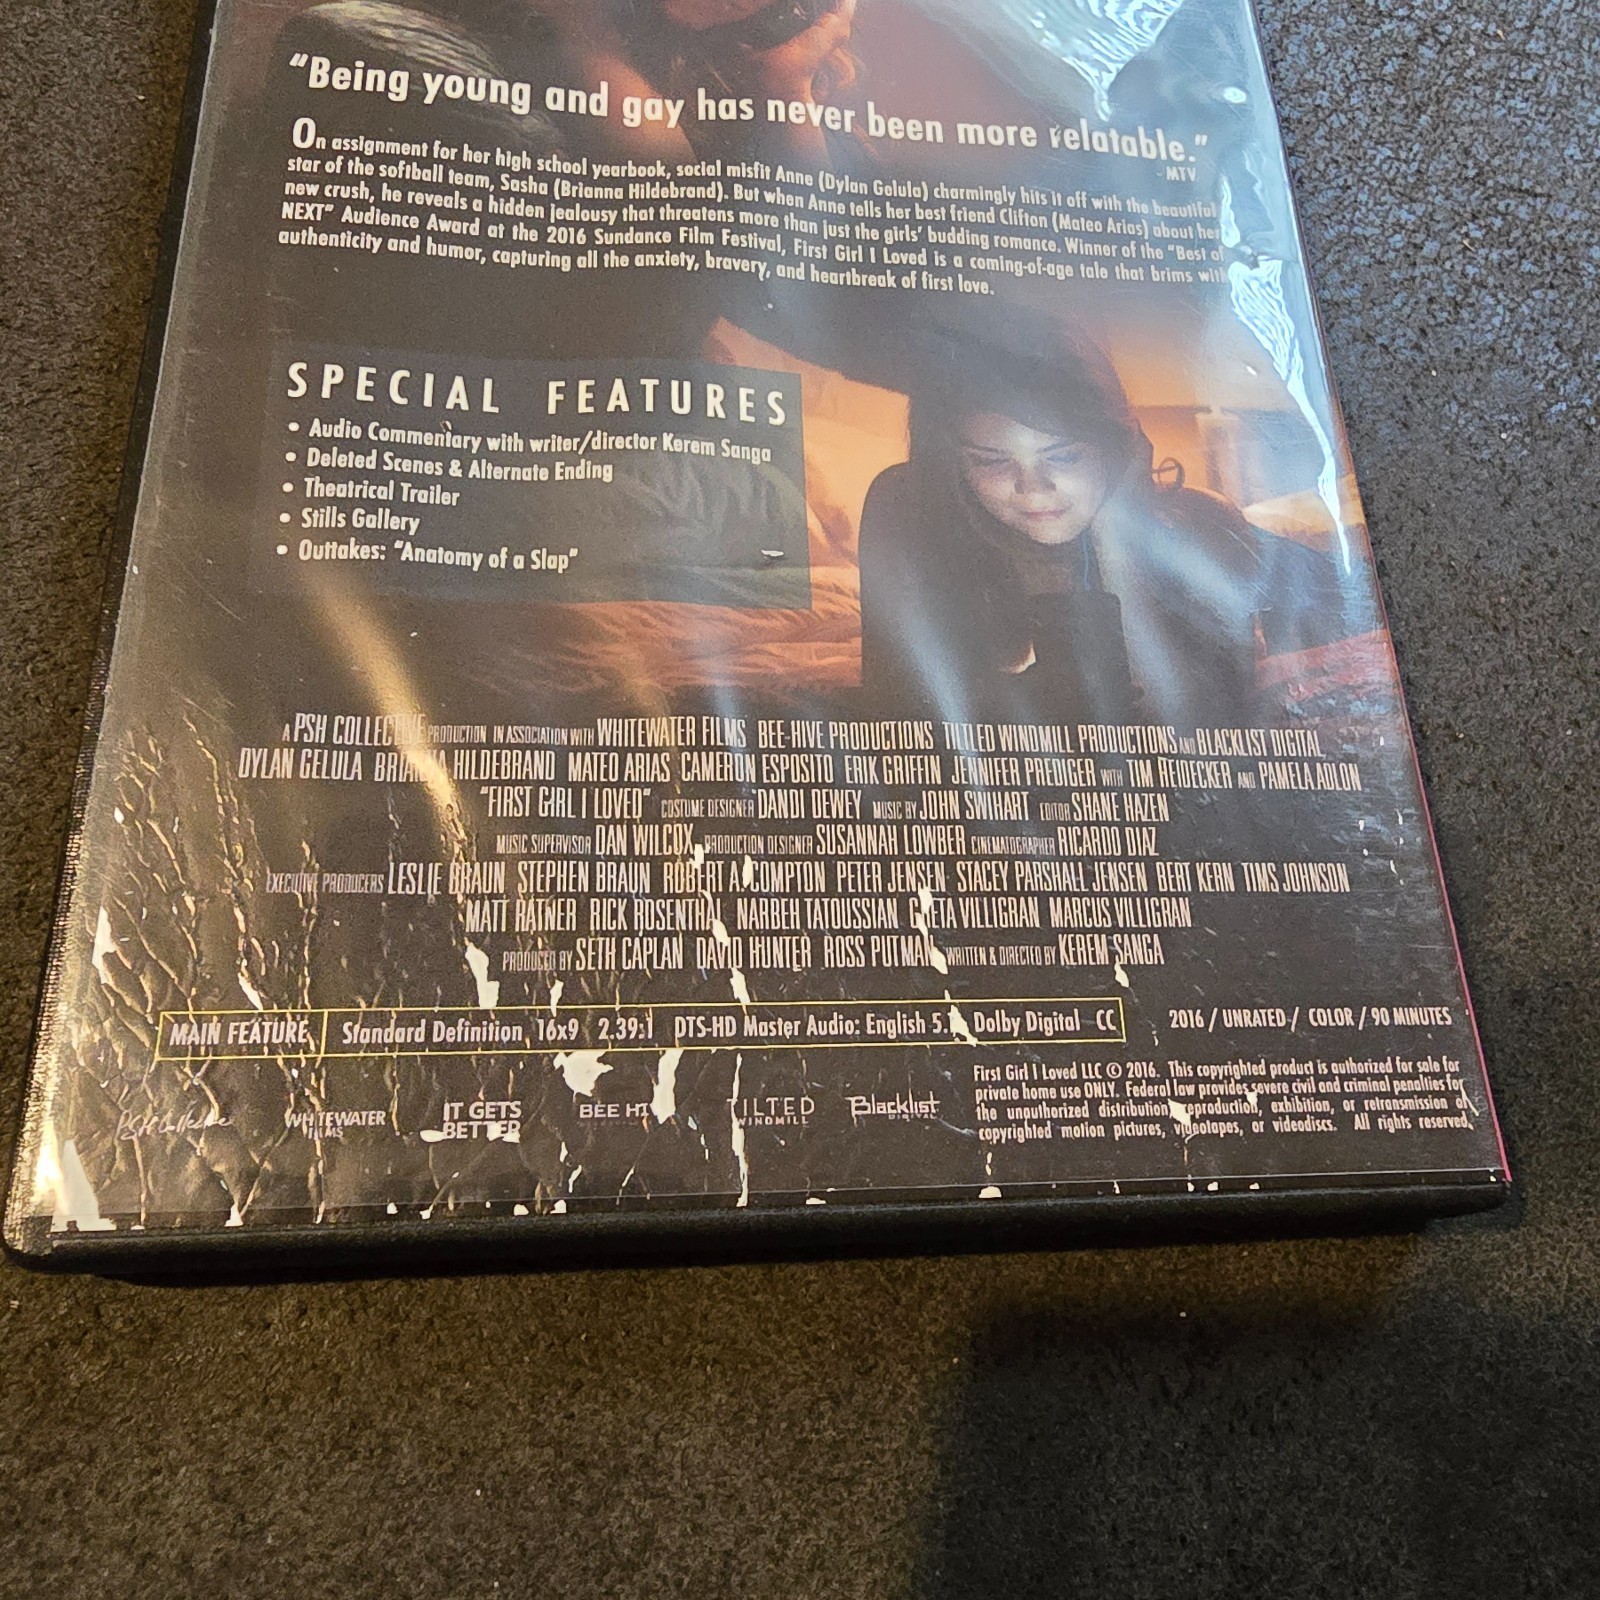 "Being young and gay has never been more relatable."
- MTV
On assignment for her high school yearbook, social misfit Anne (Dylan Gelula) charmingly hits it off with the beautiful
star of the softball team, Sasha (Brianna Hildebrand). But when Anne tells her best friend Clifton (Mateo Arias) about her
new crush, he reveals a hidden jealousy that threatens more than just the girls' budding romance. Winner of the "Best of
NEXT" Audience Award at the 2016 Sundance Film Festival, First Girl I Loved is a coming-of-age tale that brims with
authenticity and humor, capturing all the anxiety, bravery, and heartbreak of first love.
SPECIAL FEATURES
• Audio Commentary with writer/director Kerem Sanga
• Deleted Scenes & Alternate Ending
• Theatrical Trailer
• Stills Gallery
• Outtakes: "Anatomy of a Slap"
A PSH COLLECTIVE PRODUCTION IN ASSOCIATION WITH WHITEWATER FILMS BEE-HIVE PRODUCTIONS TILTED WINDMILL PRODUCTIONS AND BLACKLIST DIGITAL,
DYLAN GELULA BRIANNA HILDEBRAND MATEO ARIAS CAMERON ESPOSITO ERIK GRIFFIN JENNIFER PREDIGER WITH TIM HEIDECKER AND PAMELA ADLON
"FIRST GIRL I LOVED" COSTUME DESIGNER DANDI DEWEY MUSIC BY JOHN SWIHART EDITOR SHANE HAZEN
MUSIC SUPERVISOR DAN WILCOX PRODUCTION DESIGNER SUSANNAH LOWBER CINEMATOGRAPHER RICARDO DIAZ
EXECUTIVE PRODUCERS LESLIE BRAUN STEPHEN BRAUN ROBERT A. COMPTON PETER JENSEN STACEY PARSHALL JENSEN BERT KERN TIMS JOHNSON
MATT RATNER RICK ROSENTHAL NARBEH TATOUSSIAN GRETA VILLIGRAN MARCUS VILLIGRAN
PRODUCED BY SETH CAPLAN DAVID HUNTER ROSS PUTMAN WRITTEN & DIRECTED BY KEREM SANGA
MAIN FEATURE Standard Definition 16x9 2.39:1 DTS-HD Master Audio: English 5. Dolby Digital CC
2016 / UNRATED / COLOR / 90 MINUTES
First Girl I Loved LLC © 2016. This copyrighted product is authorized for sale for
private home use ONLY. Federal law provides severe civil and criminal penalties for
the unauthorized distribution, reproduction, exhibition, or retransmission of
copyrighted motion pictures, videotapes, or videodiscs. All rights reserved.
PSH Collective
WHITEWATER
FILMS
IT GETS
BETTER
BEE HI
TILTED
WINDMILL
Blacklist
DIGITAL